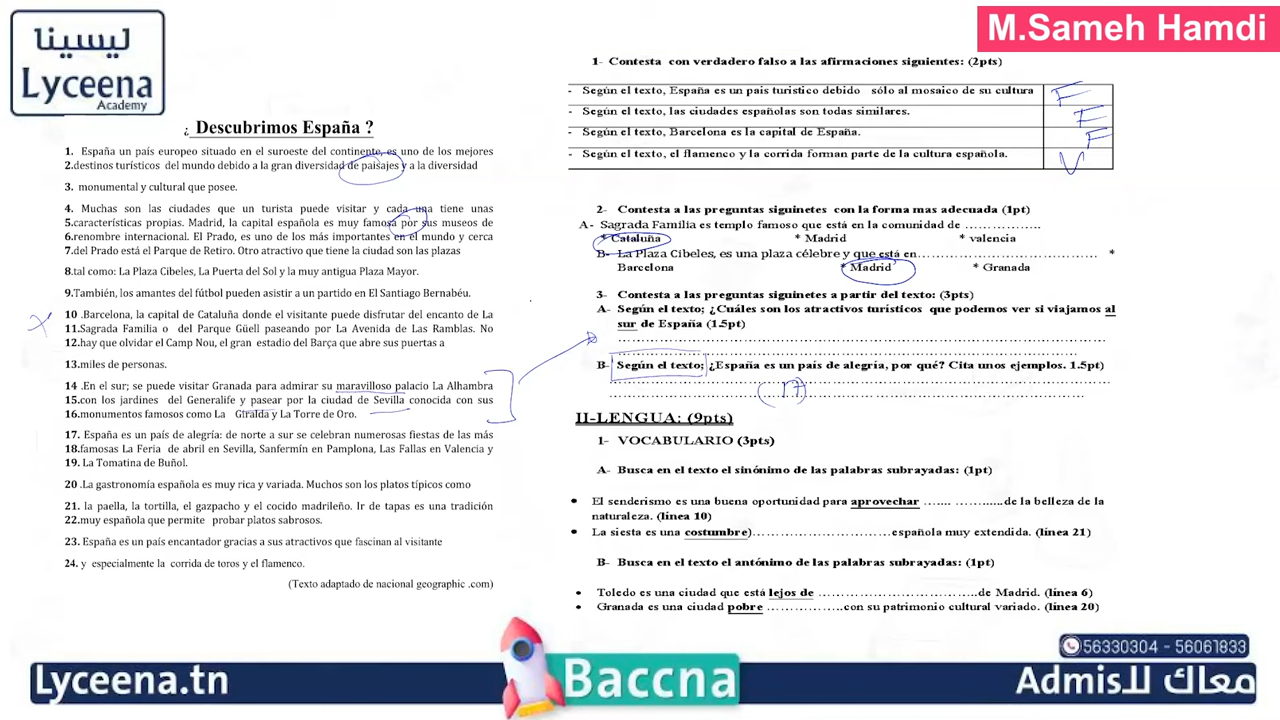 M.Sameh Hamdi
ليسينا
Lyceena
Academy
¿ Descubrimos España ?
1. España un país europeo situado en el suroeste del continente, es uno de los mejores
2.destinos turísticos del mundo debido a la gran diversidad de paisajes y a la diversidad
3. monumental y cultural que posee.
4. Muchas son las ciudades que un turista puede visitar y cada una tiene unas
5.características propias. Madrid, la capital española es muy famosa por sus museos de
6.renombre internacional. El Prado, es uno de los más importantes en el mundo y cerca
7.del Prado está el Parque de Retiro. Otro atractivo que tiene la ciudad son las plazas
8.tal como: La Plaza Cibeles, La Puerta del Sol y la muy antigua Plaza Mayor.
9.También, los amantes del fútbol pueden asistir a un partido en El Santiago Bernabéu.
10 .Barcelona, la capital de Cataluña donde el visitante puede disfrutar del encanto de La
11.Sagrada Familia o del Parque Güell paseando por La Avenida de Las Ramblas. No
12.hay que olvidar el Camp Nou, el gran estadio del Barça que abre sus puertas a
13.miles de personas.
14 .En el sur; se puede visitar Granada para admirar su maravilloso palacio La Alhambra
15.con los jardines del Generalife y pasear por la ciudad de Sevilla conocida con sus
16.monumentos famosos como La Giralda y La Torre de Oro.
17. España es un país de alegría: de norte a sur se celebran numerosas fiestas de las más
18.famosas La Feria de abril en Sevilla, Sanfermín en Pamplona, Las Fallas en Valencia y
19. La Tomatina de Buñol.
20 .La gastronomía española es muy rica y variada. Muchos son los platos típicos como
21. la paella, la tortilla, el gazpacho y el cocido madrileño. Ir de tapas es una tradición
22.muy española que permite probar platos sabrosos.
23. España es un país encantador gracias a sus atractivos que fascinan al visitante
24. y especialmente la corrida de toros y el flamenco.
(Texto adaptado de nacional geographic .com)
1- Contesta con verdadero falso a las afirmaciones siguientes: (2pts)
- Según el texto, España es un pais turistico debido sólo al mosaico de su cultura F
- Según el texto, las ciudades españolas son todas similares. F
- Según el texto, Barcelona es la capital de España. F
- Según el texto, el flamenco y la corrida forman parte de la cultura española. V
2- Contesta a las preguntas siguinetes con la forma mas adecuada (1pt)
A- Sagrada Familia es templo famoso que está en la comunidad de ……………..
* Cataluña * Madrid * valencia
B- La Plaza Cibeles, es una plaza célebre y que está en…………………………………… *
Barcelona * Madrid * Granada
3- Contesta a las preguntas siguinetes a partir del texto: (3pts)
A- Según el texto; ¿Cuáles son los atractivos turísticos que podemos ver si viajamos al
sur de España (1.5pt)
B- Según el texto; ¿España es un país de alegría, por qué? Cita unos ejemplos. 1.5pt)
17
II-LENGUA: (9pts)
1- VOCABULARIO (3pts)
A- Busca en el texto el sinónimo de las palabras subrayadas: (1pt)
• El senderismo es una buena oportunidad para aprovechar ...... ……......de la belleza de la
naturaleza. (línea 10)
• La siesta es una costumbre)…………………………española muy extendida. (línea 21)
B- Busca en el texto el antónimo de las palabras subrayadas: (1pt)
• Toledo es una ciudad que está lejos de ………………………………..de Madrid. (línea 6)
• Granada es una ciudad pobre ……………..con su patrimonio cultural variado. (línea 20)
56330304 - 56061833
Lyceena.tn
Baccna
معاك للـ Admis